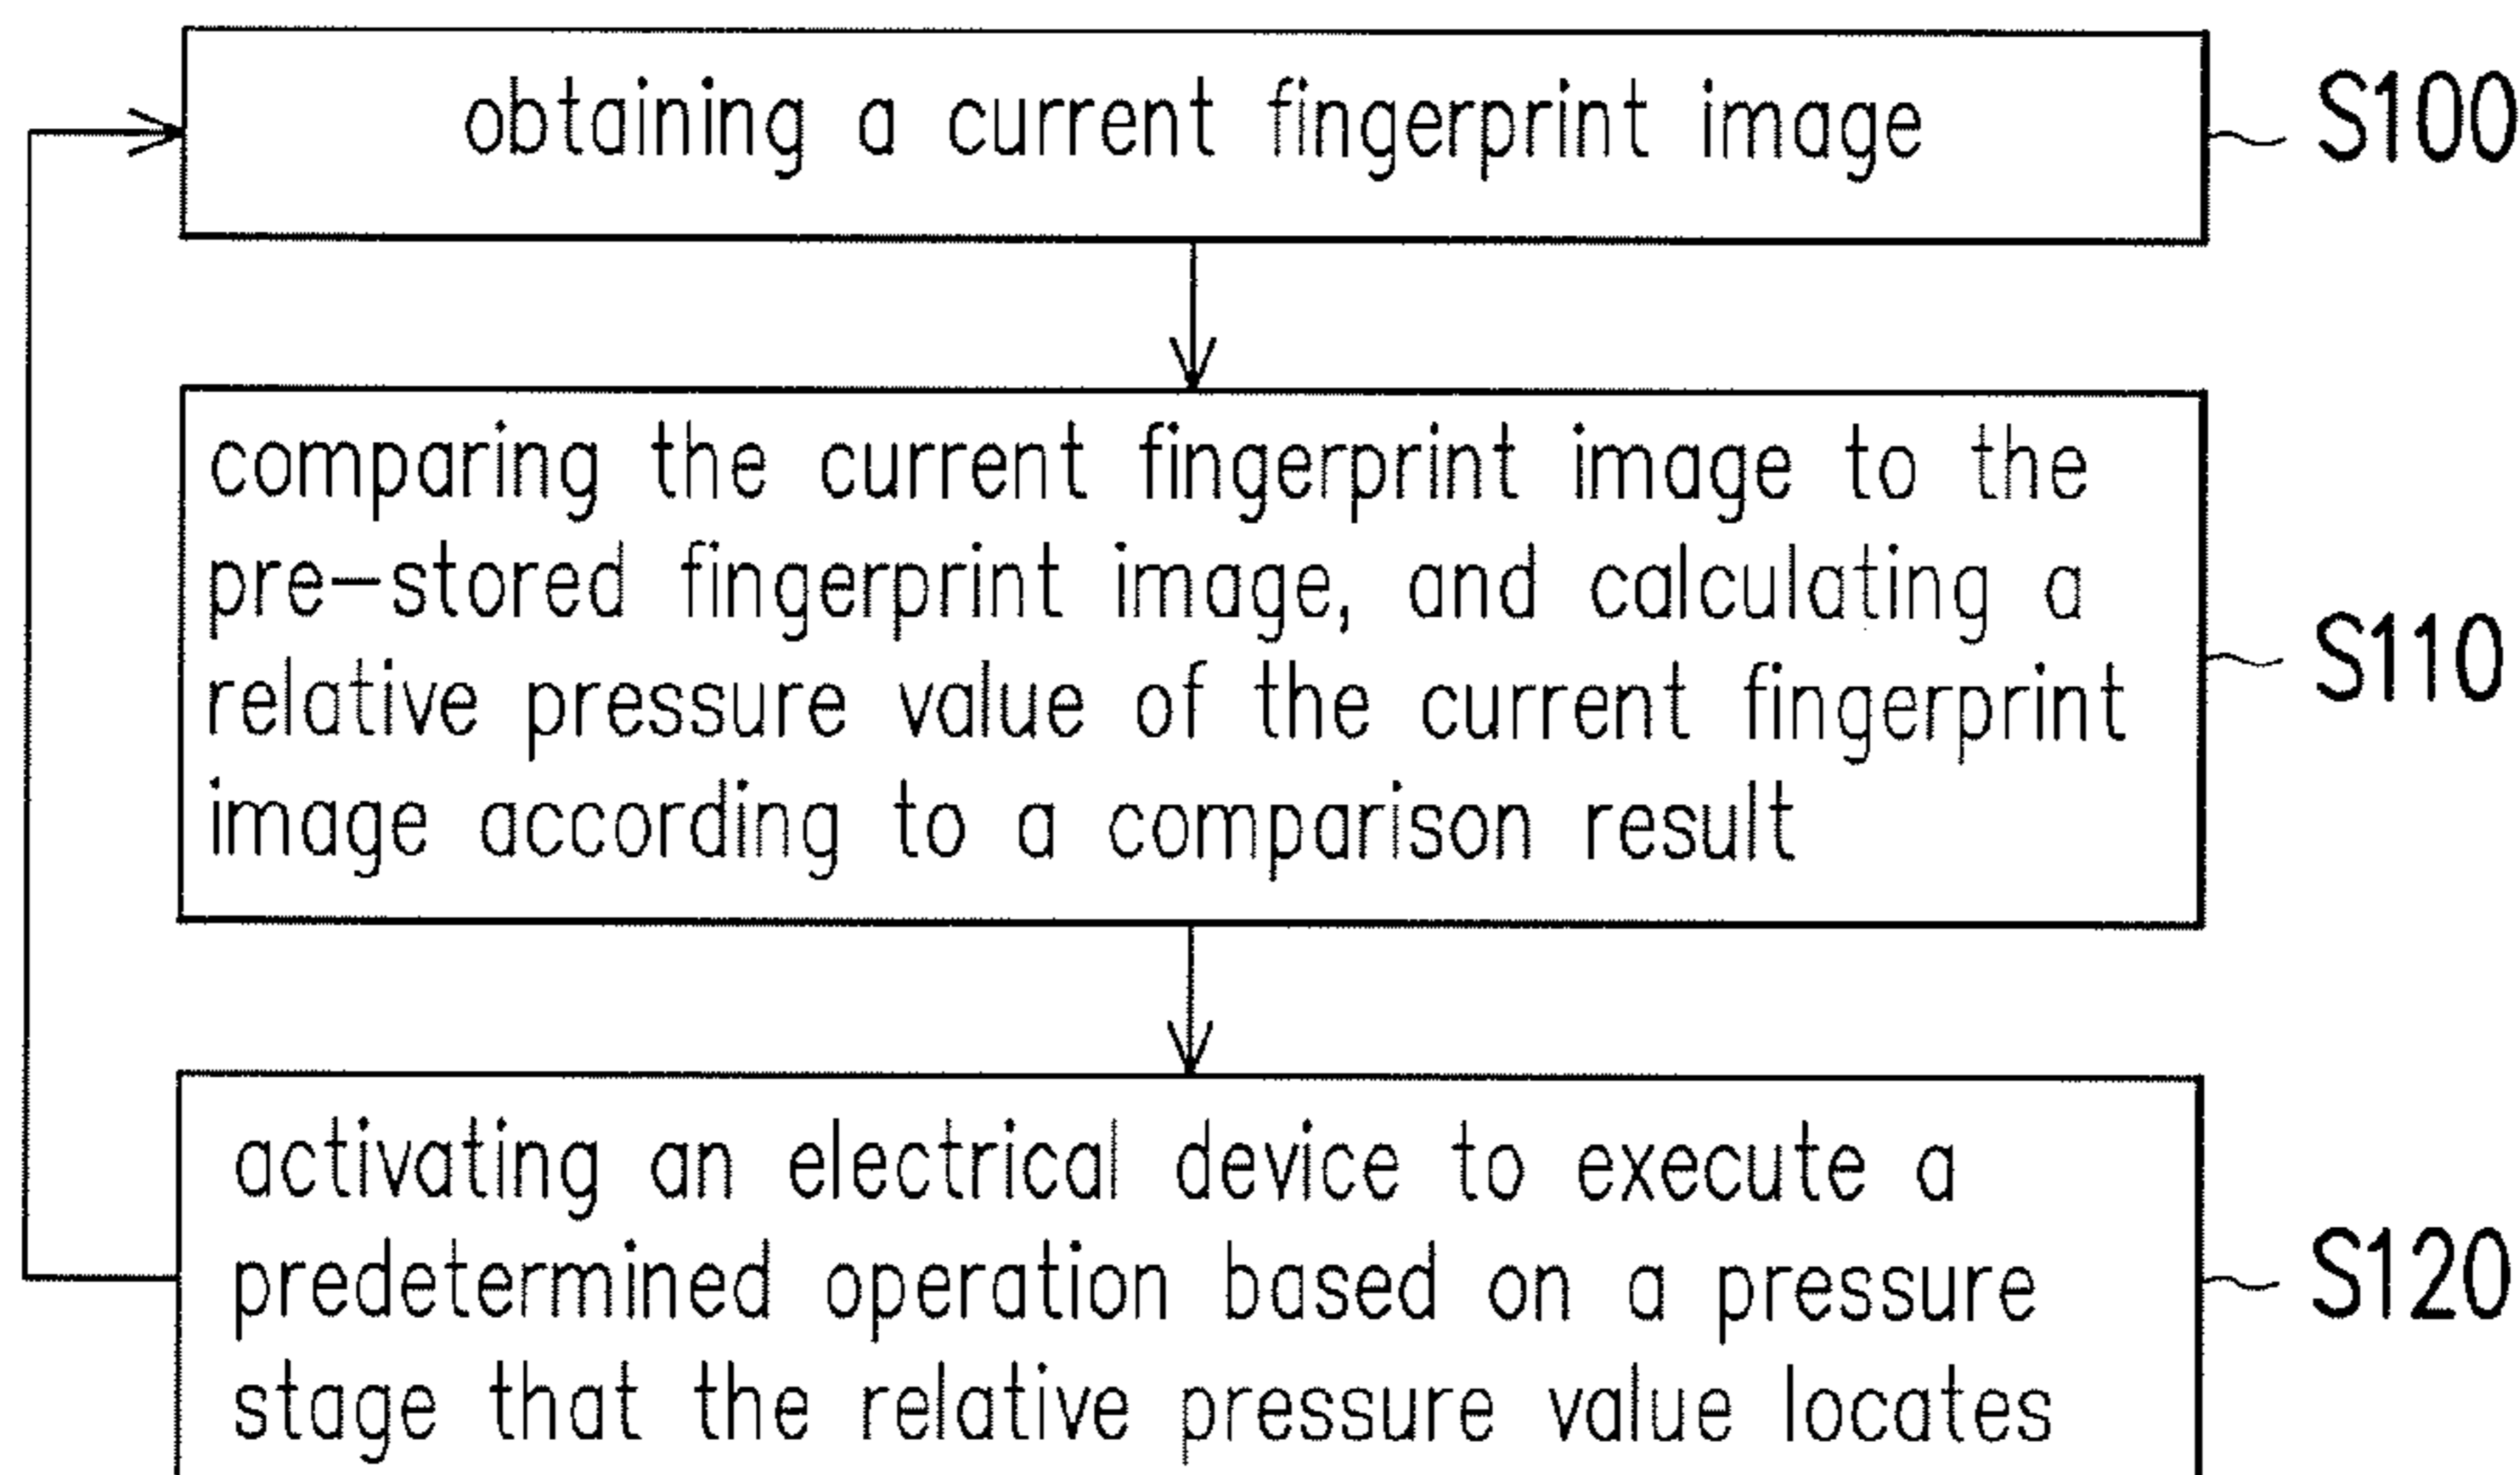 obtaining a current fingerprint image
S100
comparing the current fingerprint image to the
pre-stored fingerprint image, and calculating a
relative pressure value of the current fingerprint
image according to a comparison result
S110
activating an electrical device to execute a
predetermined operation based on a pressure
stage that the relative pressure value locates
S120